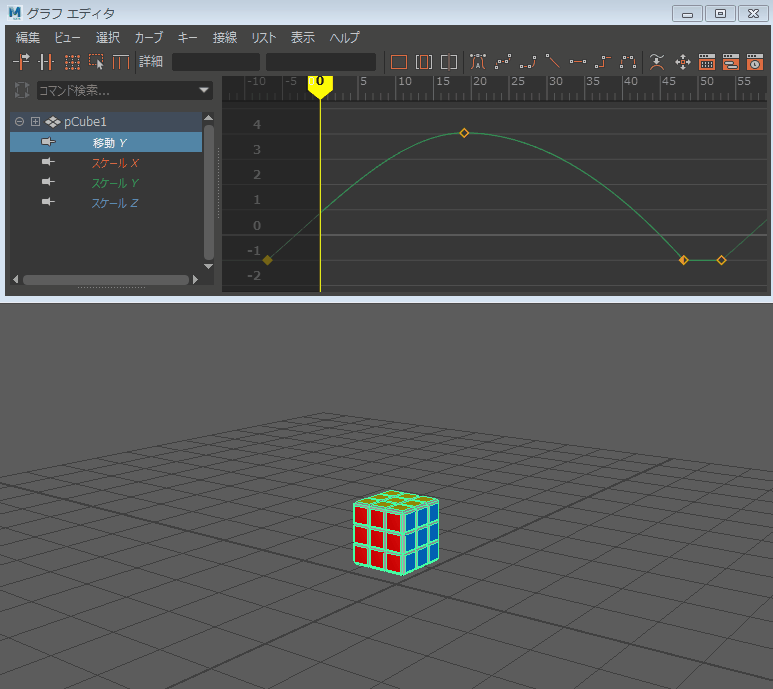 グラフ エディタ
編集 ビュー 選択 カーブ キー 接線 リスト 表示 ヘルプ
詳細
コマンド検索...
-10 -5 0 5 10 15 20 25 30 35 40 45 50 55
pCube1
移動 Y
スケール X
スケール Y
スケール Z
4
3
2
1
0
-1
-2